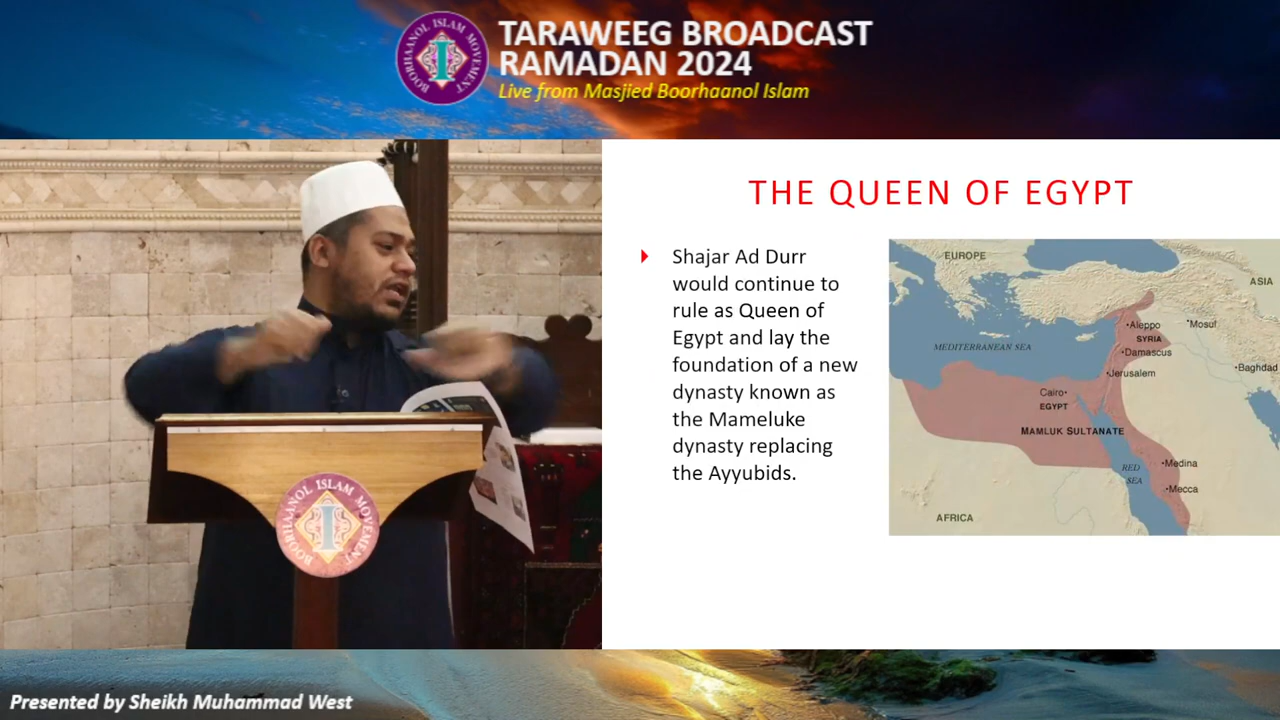 TARAWEEG BROADCAST
RAMADAN 2024
Live from Masjied Boorhaanol Islam
BOORHAANOL ISLAM MOVEMENT
I
THE QUEEN OF EGYPT
Shajar Ad Durr
would continue to
rule as Queen of
Egypt and lay the
foundation of a new
dynasty known as
the Mameluke
dynasty replacing
the Ayyubids.
EUROPE
ASIA
Aleppo
Mosul
SYRIA
MEDITERRANEAN SEA
Damascus
Baghdad
Jerusalem
Cairo
EGYPT
MAMLUK SULTANATE
RED
SEA
Medina
Mecca
AFRICA
BOORHAANOL ISLAM MOVEMENT
I
Presented by Sheikh Muhammad West